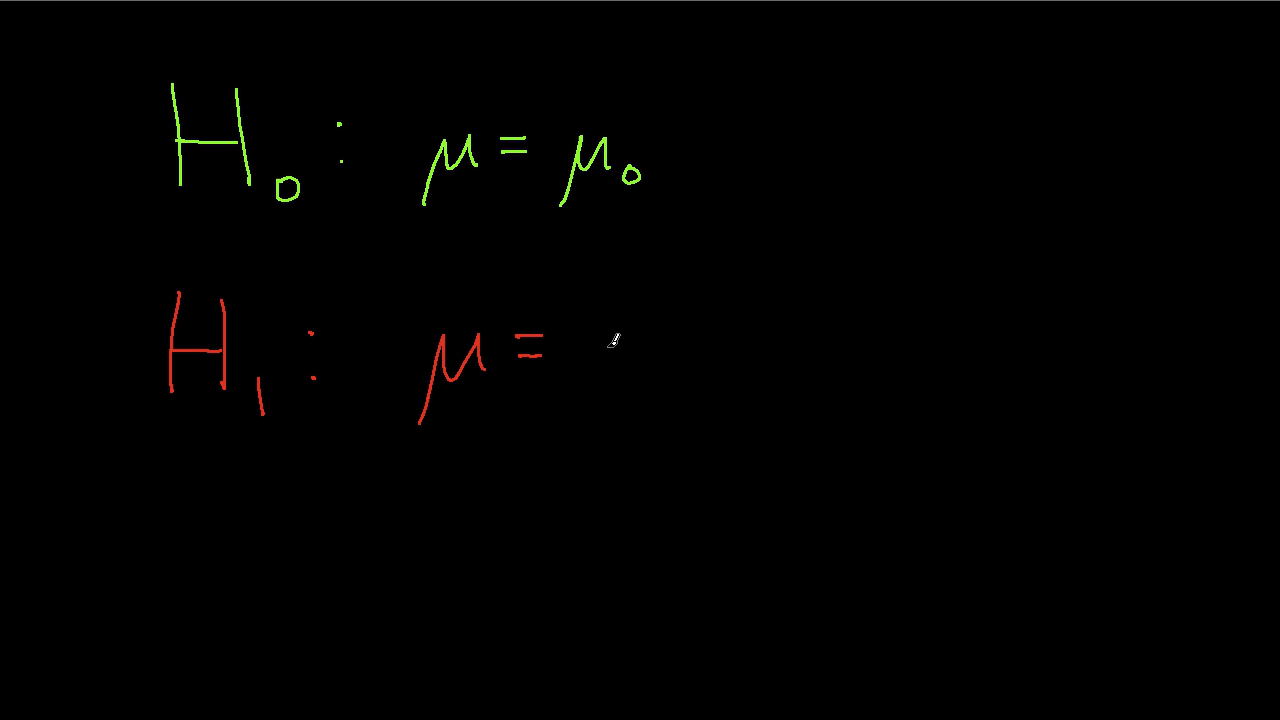 H₀ : μ = μ₀
H₁ : μ =